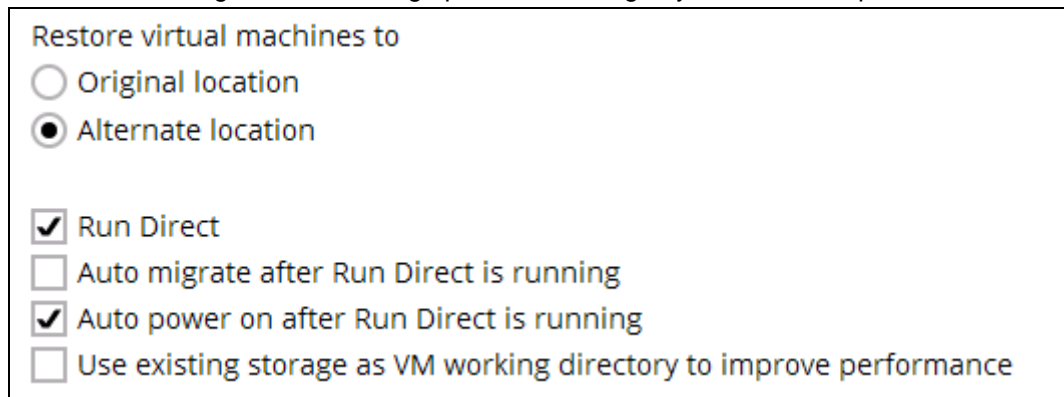 Restore virtual machines to
Original location
Alternate location
Run Direct
Auto migrate after Run Direct is running
Auto power on after Run Direct is running
Use existing storage as VM working directory to improve performance